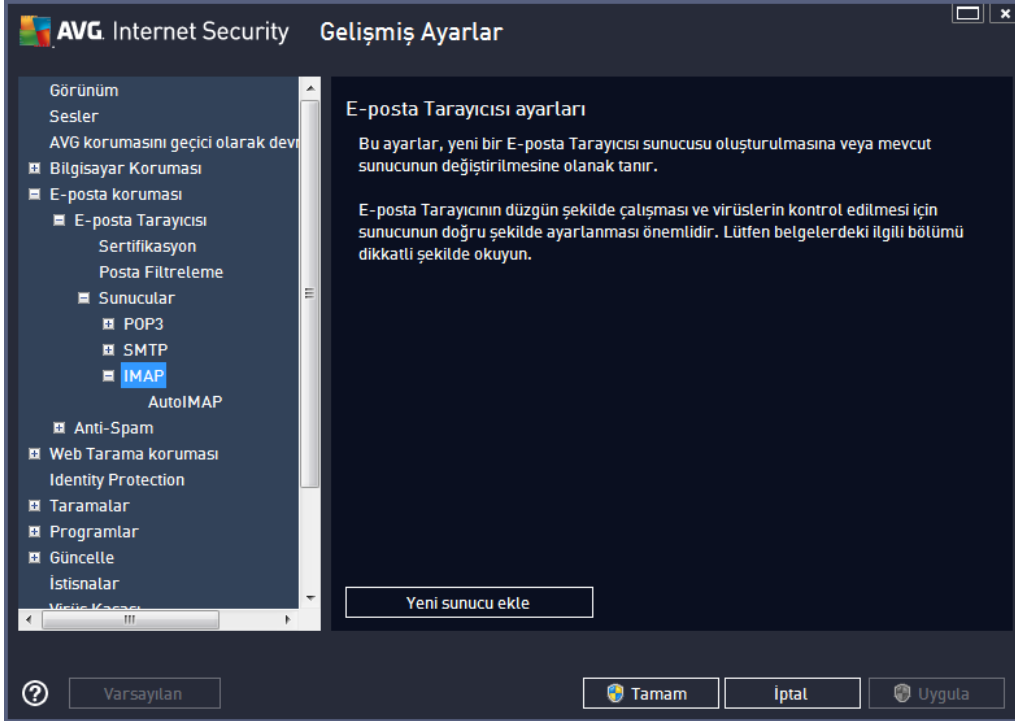 AVG. Internet Security Gelişmiş Ayarlar
Görünüm
Sesler
AVG korumasını geçici olarak
Bilgisayar Koruması
E-posta koruması
E-posta Tarayıcısı
Sertifikasyon
Posta Filtreleme
Sunucular
POP3
SMTP
IMAP
AutoIMAP
Anti-Spam
Web Tarama koruması
Identity Protection
Taramalar
Programlar
Güncelle
İstisnalar
E-posta Tarayıcısı ayarları
Bu ayarlar, yeni bir E-posta Tarayıcısı sunucusu oluşturulmasına veya mevcut
sunucunun değiştirilmesine olanak tanır.
E-posta Tarayıcının düzgün şekilde çalışması ve virüslerin kontrol edilmesi için
sunucunun doğru şekilde ayarlanması önemlidir. Lütfen belgelerdeki ilgili bölümü
dikkatli şekilde okuyun.
Yeni sunucu ekle
Varsayılan
Tamam
İptal
Uygula